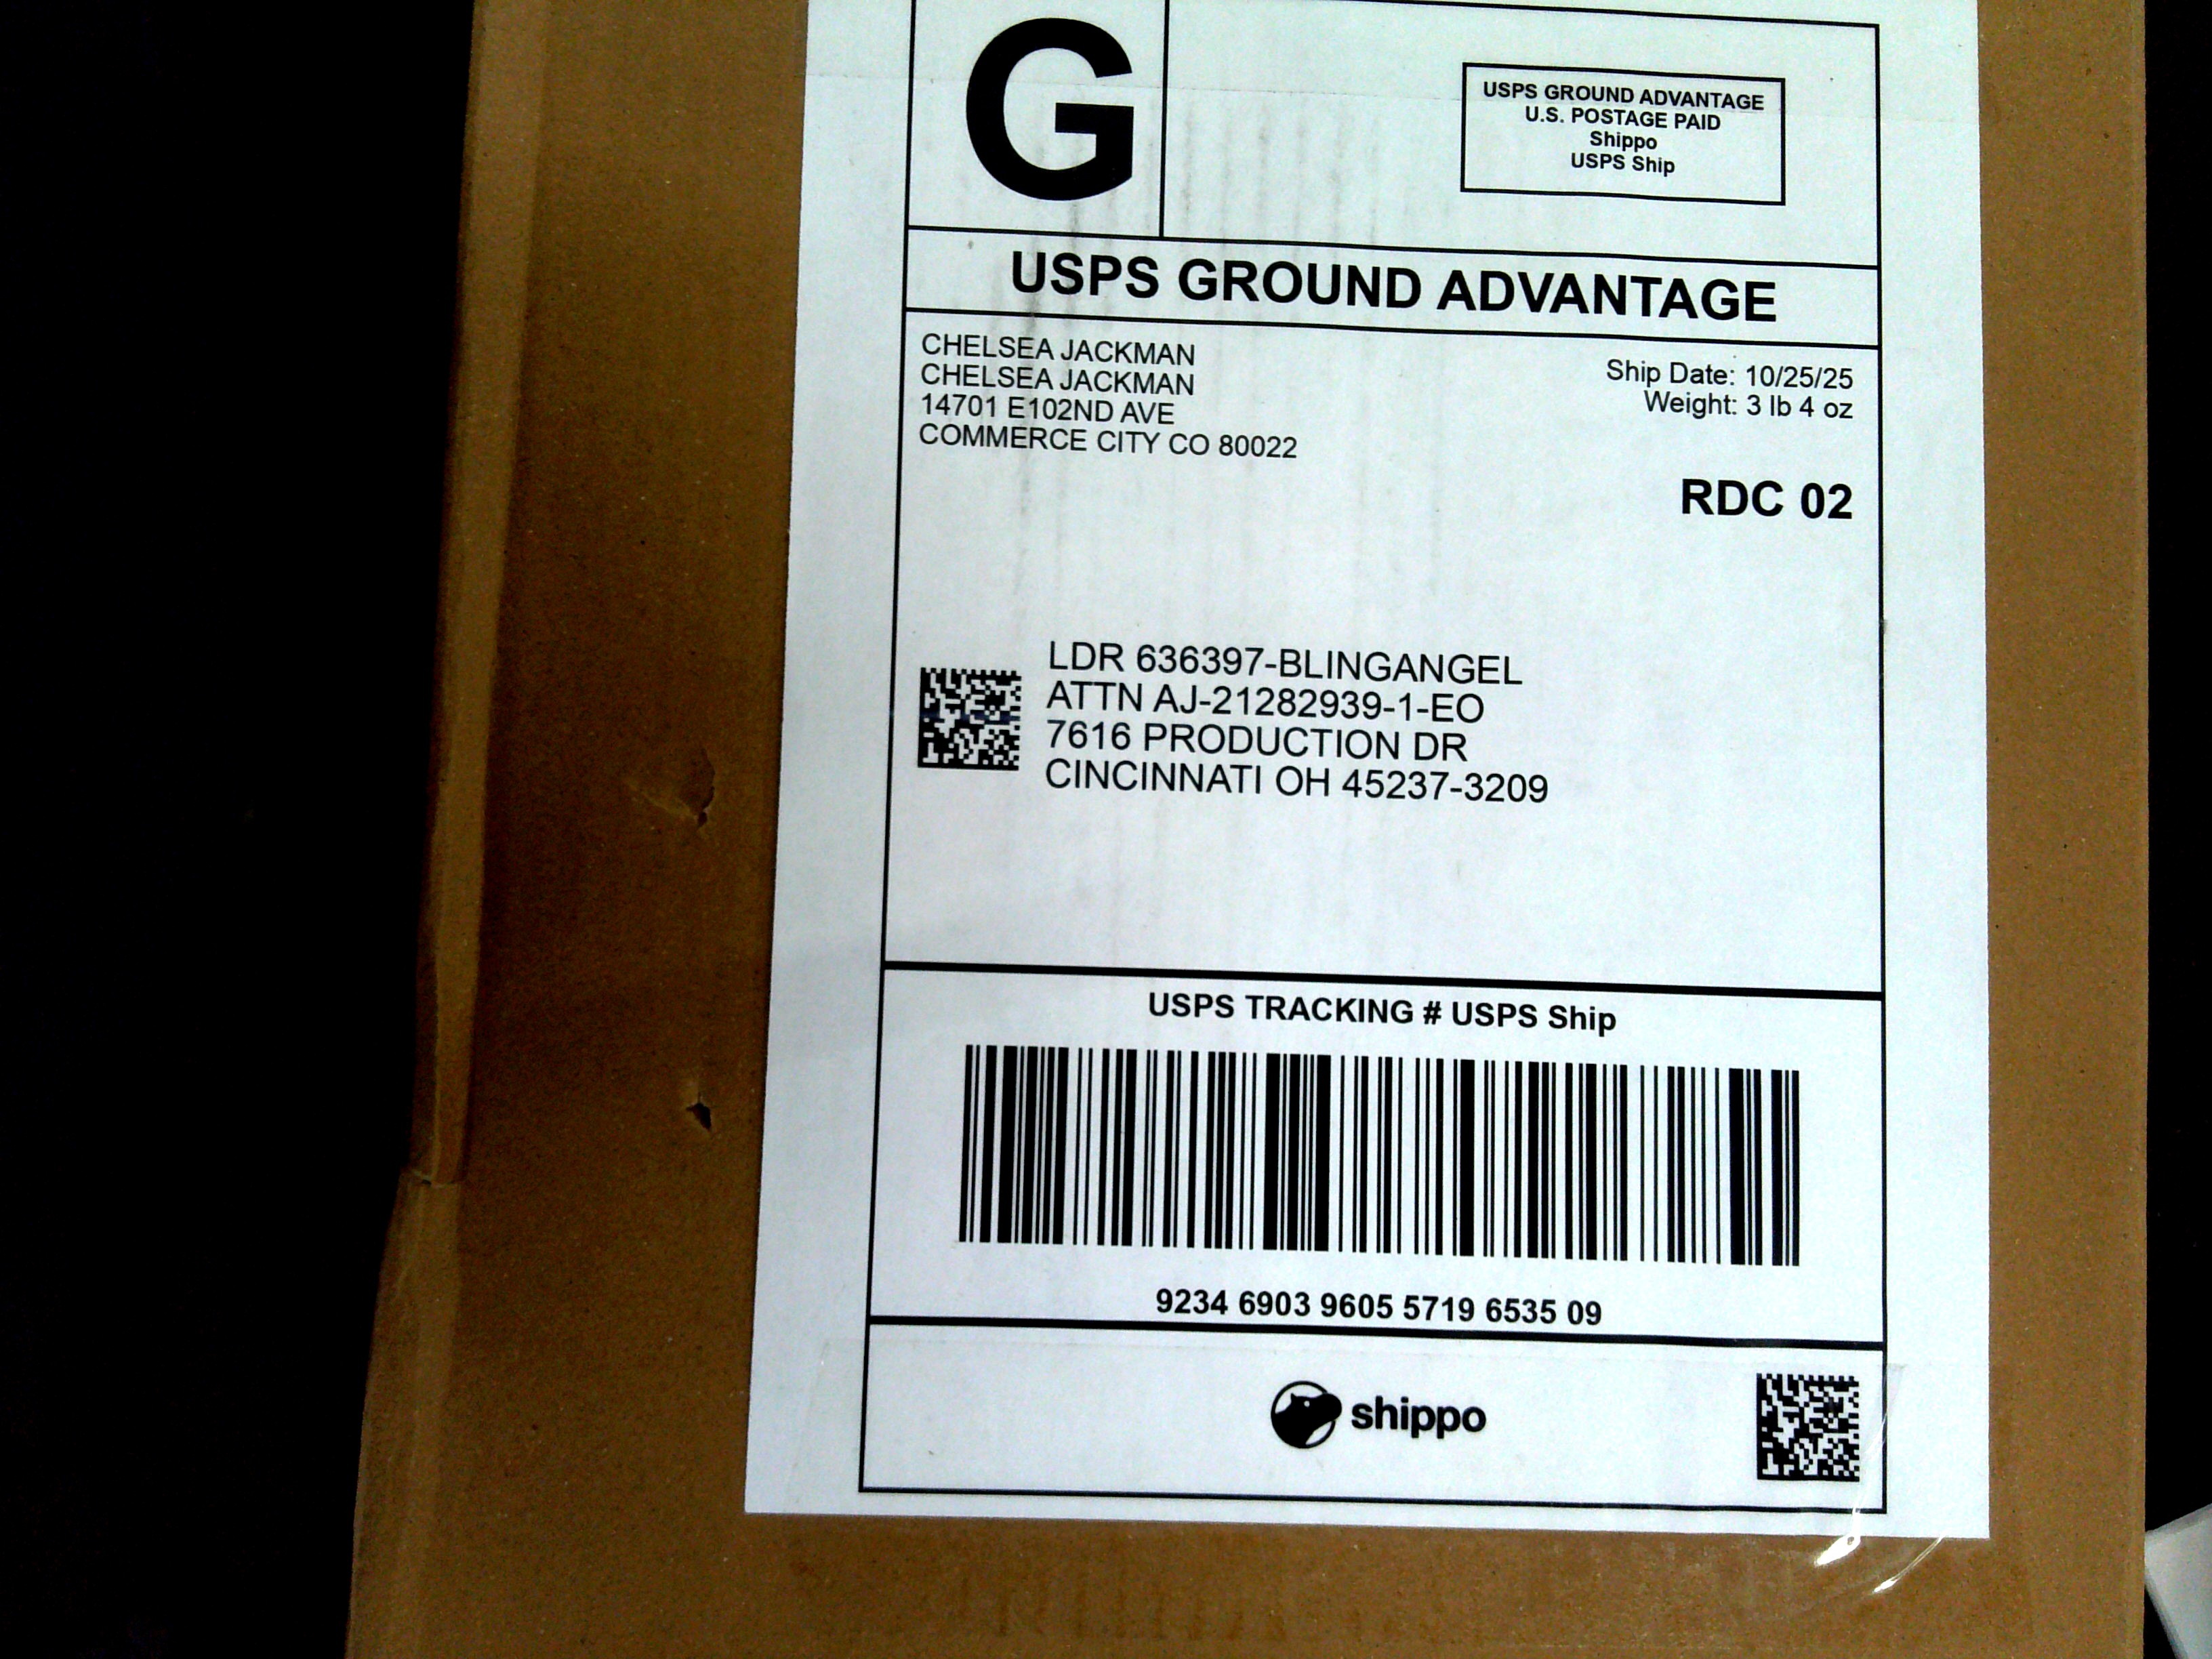 G
USPS GROUND ADVANTAGE
U.S. POSTAGE PAID
Shippo
USPS Ship
USPS GROUND ADVANTAGE
CHELSEA JACKMAN
CHELSEA JACKMAN
14701 E102ND AVE
COMMERCE CITY CO 80022
Ship Date: 10/25/25
Weight: 3 lb 4 oz
RDC 02
LDR 636397-BLINGANGEL
ATTN AJ-21282939-1-EO
7616 PRODUCTION DR
CINCINNATI OH 45237-3209
USPS TRACKING # USPS Ship
9234 6903 9605 5719 6535 09
shippo